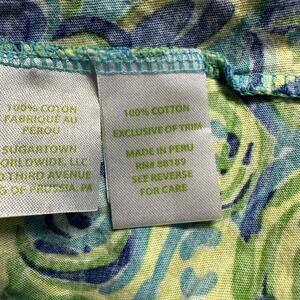 100% COTON
FABRIQUÉ AU
PÉROU
SUGARTOWN
WORLDWIDE, LLC
THIRD AVENUE
OF PRUSSIA, PA
100% COTTON
EXCLUSIVE OF TRIM
MADE IN PERU
RN# 88189
SEE REVERSE
FOR CARE